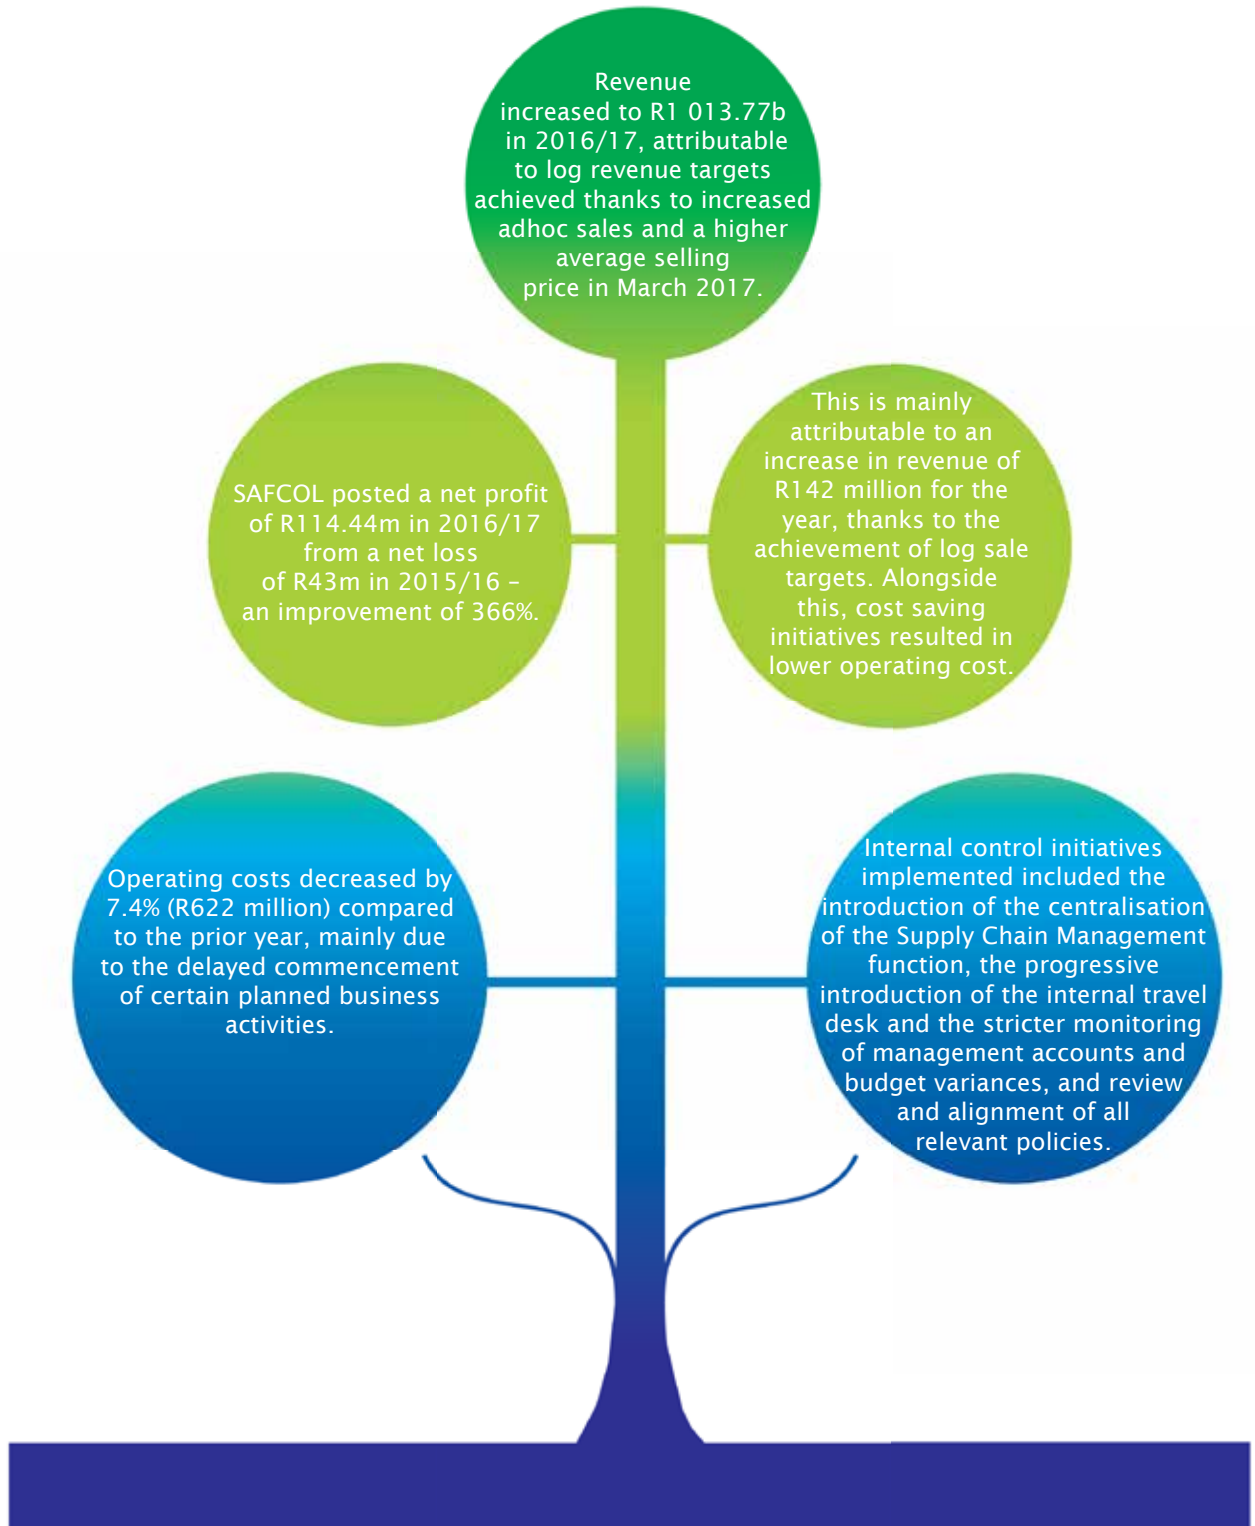 Revenue
increased to R1 013.77b
in 2016/17, attributable
to log revenue targets
achieved thanks to increased
adhoc sales and a higher
average selling
price in March 2017.
SAFCOL posted a net profit
of R114.44m in 2016/17
from a net loss
of R43m in 2015/16 –
an improvement of 366%.
This is mainly
attributable to an
increase in revenue of
R142 million for the
year, thanks to the
achievement of log sale
targets. Alongside
this, cost saving
initiatives resulted in
lower operating cost.
Operating costs decreased by
7.4% (R622 million) compared
to the prior year, mainly due
to the delayed commencement
of certain planned business
activities.
Internal control initiatives
implemented included the
introduction of the centralisation
of the Supply Chain Management
function, the progressive
introduction of the internal travel
desk and the stricter monitoring
of management accounts and
budget variances, and review
and alignment of all
relevant policies.